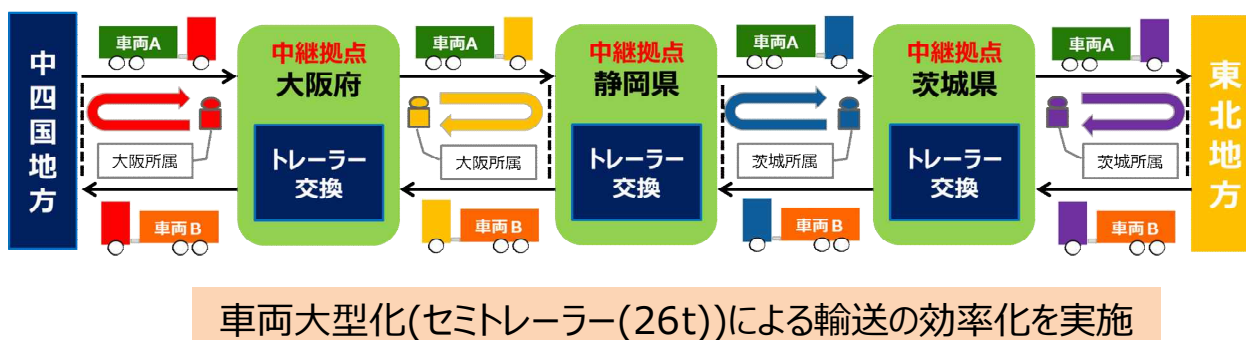 中四国地方
車両A
大阪所属
車両B
中継拠点
大阪府
トレーラー
交換
車両A
大阪所属
車両B
中継拠点
静岡県
トレーラー
交換
車両A
茨城所属
車両B
中継拠点
茨城県
トレーラー
交換
車両A
茨城所属
車両B
東北地方
車両大型化(セミトレーラー(26t))による輸送の効率化を実施